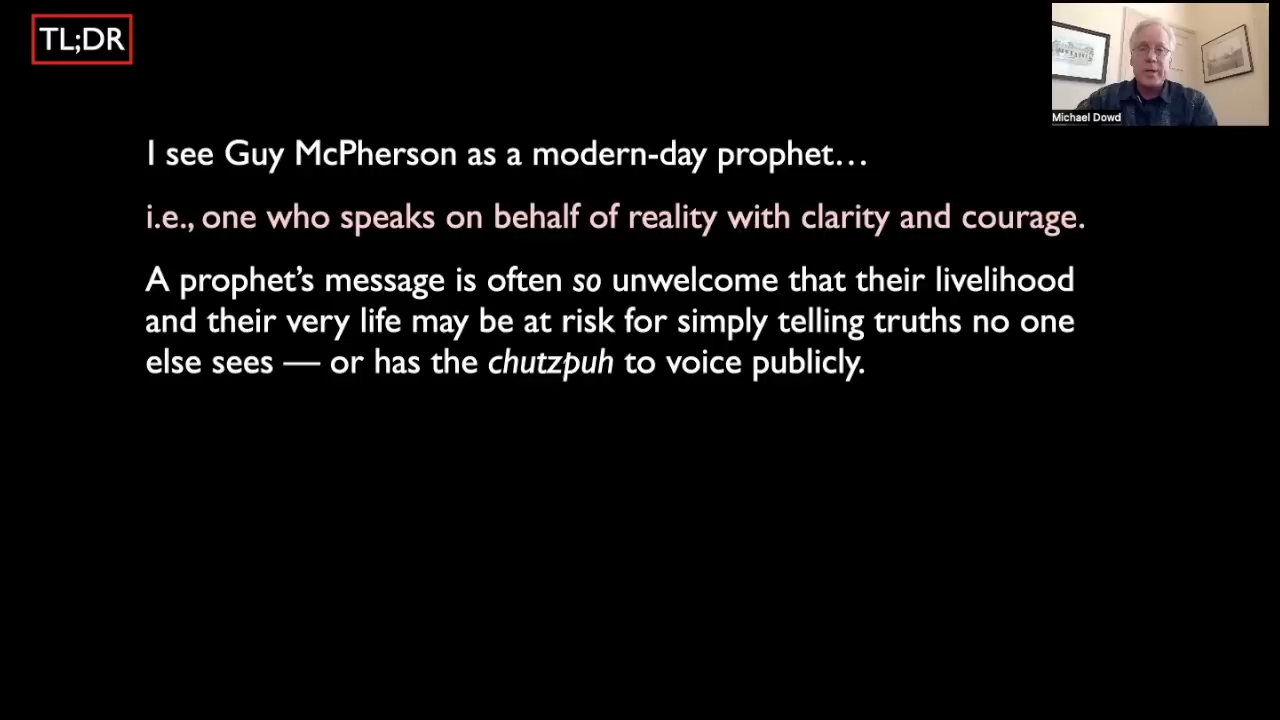 TL;DR
Michael Dowd
I see Guy McPherson as a modern-day prophet…
i.e., one who speaks on behalf of reality with clarity and courage.
A prophet’s message is often so unwelcome that their livelihood
and their very life may be at risk for simply telling truths no one
else sees — or has the chutzpuh to voice publicly.